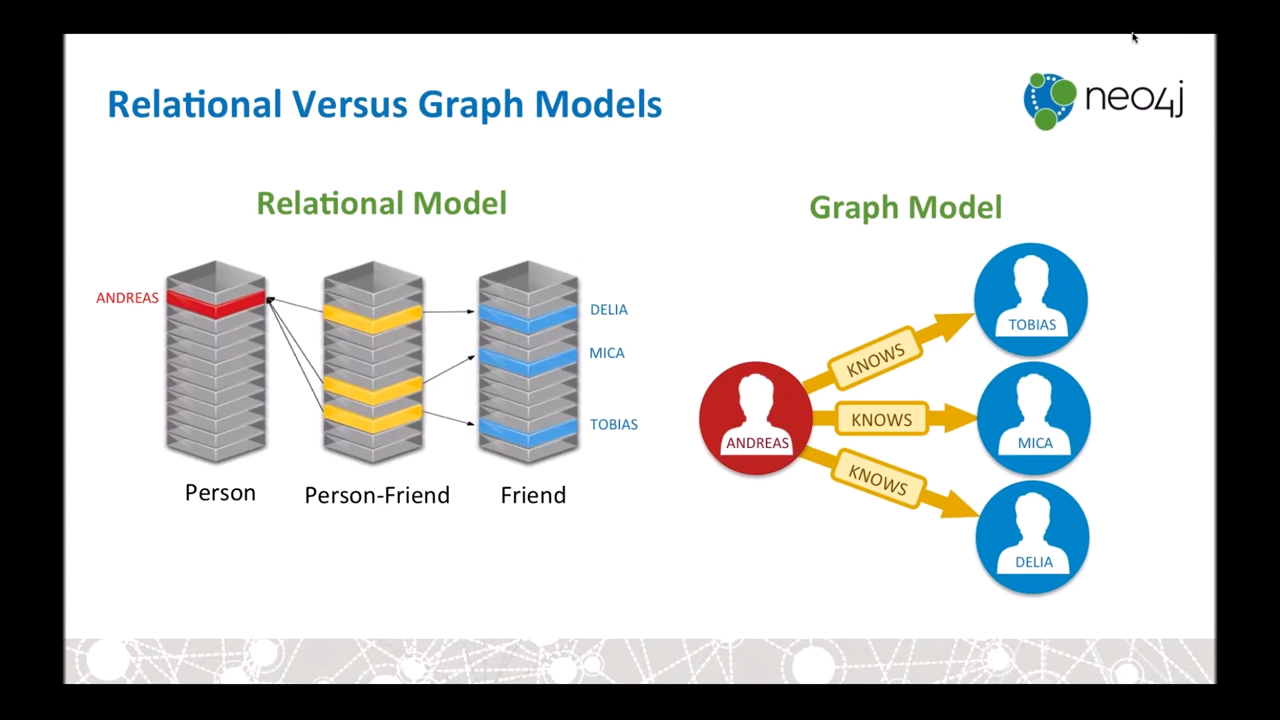 Relational Versus Graph Models
neo4j
Relational Model
Graph Model
ANDREAS
DELIA
MICA
TOBIAS
Person
Person-Friend
Friend
TOBIAS
KNOWS
ANDREAS
KNOWS
MICA
KNOWS
DELIA